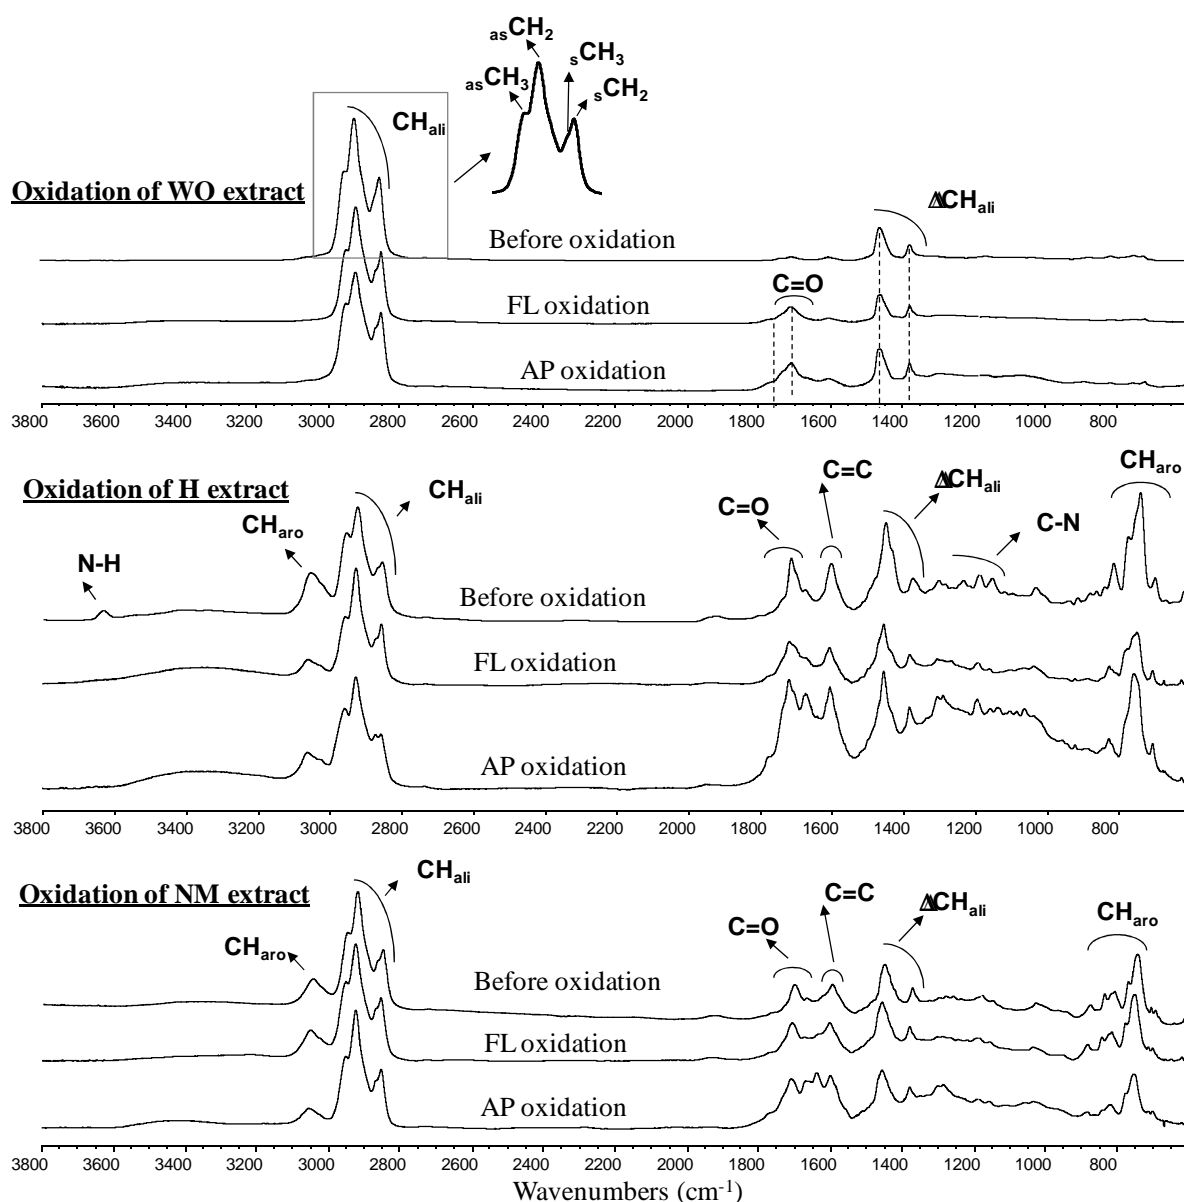 asCH2
sCH3
asCH3
sCH2
CHali
Oxidation of WO extract
ΔCHali
Before oxidation
C=O
FL oxidation
AP oxidation
3800 3600 3400 3200 3000 2800 2600 2400 2200 2000 1800 1600 1400 1200 1000 800
Oxidation of H extract
CHali
C=C
ΔCHali
CHaro
C=O
C-N
CHaro
N-H
Before oxidation
FL oxidation
AP oxidation
3800 3600 3400 3200 3000 2800 2600 2400 2200 2000 1800 1600 1400 1200 1000 800
Oxidation of NM extract
CHali
C=C
ΔCHali
CHaro
C=O
CHaro
Before oxidation
FL oxidation
AP oxidation
3800 3600 3400 3200 3000 2800 2600 2400 2200 2000 1800 1600 1400 1200 1000 800
Wavenumbers (cm-1)